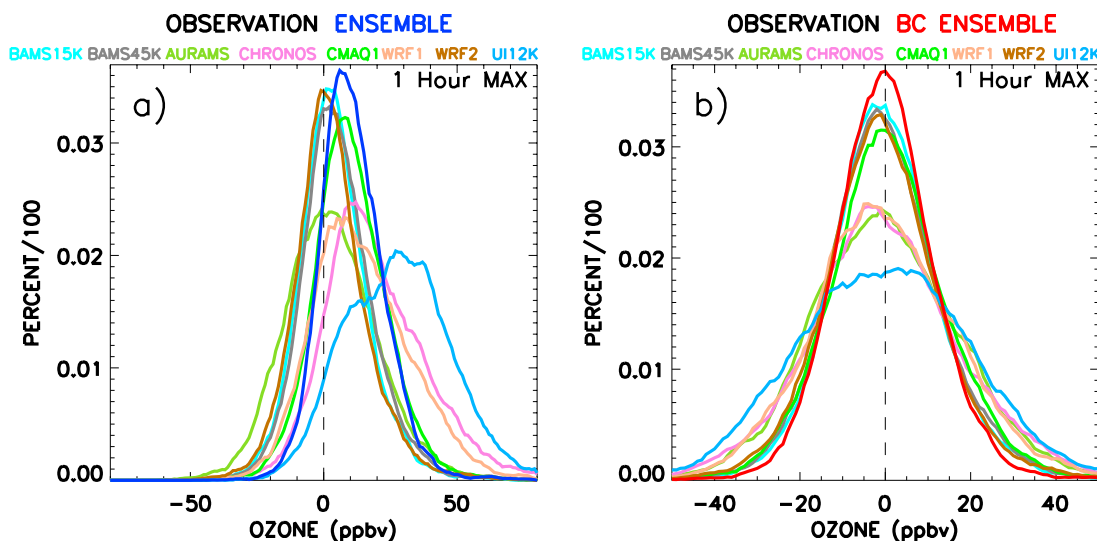 OBSERVATION ENSEMBLE
BAMS15K BAMS45K AURAMS CHRONOS CMAQ1 WRF1 WRF2 UI12K
1 Hour MAX
a)
PERCENT/100
0.03
0.02
0.01
0.00
-50 0 50
OZONE (ppbv)
OBSERVATION BC ENSEMBLE
BAMS15K BAMS45K AURAMS CHRONOS CMAQ1 WRF1 WRF2 UI12K
1 Hour MAX
b)
PERCENT/100
0.03
0.02
0.01
0.00
-40 -20 0 20 40
OZONE (ppbv)